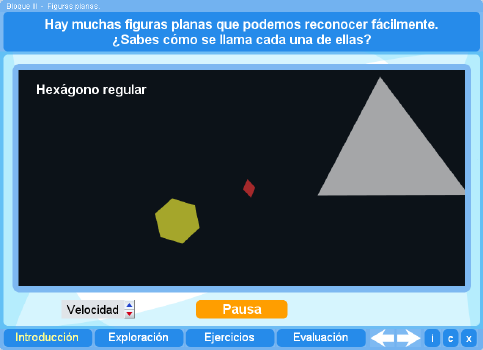 Bloque III - Figuras planas.
Hay muchas figuras planas que podemos reconocer fácilmente.
¿Sabes cómo se llama cada una de ellas?
Hexágono regular
Velocidad
Pausa
Introducción
Exploración
Ejercicios
Evaluación
i
c
x